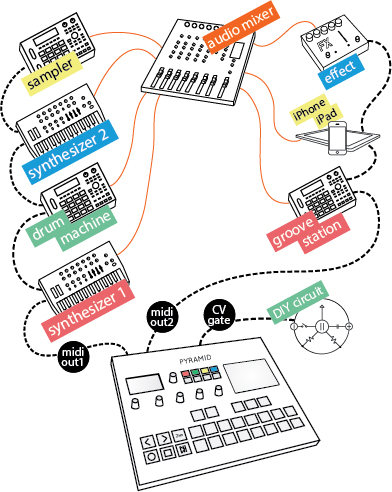 audio mixer
sampler
FX
effect
synthesizer 2
iPhone
iPad
drum
machine
groove
station
synthesizer 1
midi
out2
CV
gate
DIY circuit
midi
out1
PYRAMID